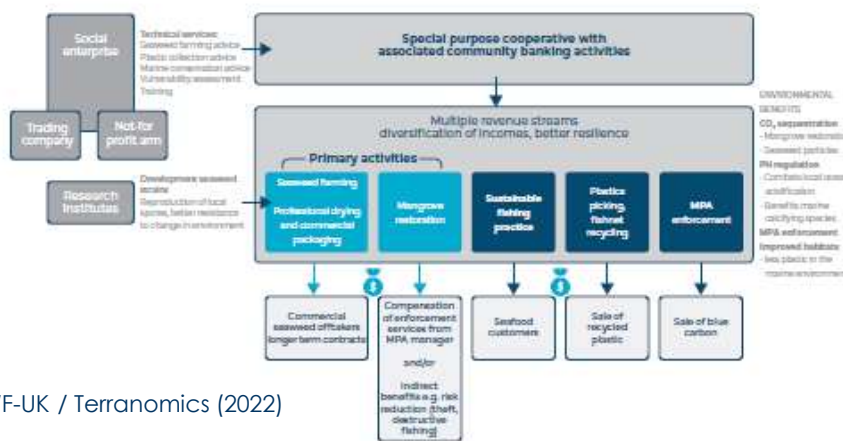 Social
enterprise
Trading
company
Not-for
profit arm
Technical services:
Seaweed farming advice
Plastic collection advice
Marine conservation advice
Vulnerability assessment
Training
Special purpose cooperative with
associated community banking activities
Multiple revenue streams
diversification of incomes, better resilience
Primary activities
Research
Institutes
Development seaweed
strains
Reproduction of local
spores, better resistance
to change in environment
Seaweed farming
Professional drying
and commercial
packaging
Mangrove
restoration
Sustainable
fishing
practice
Plastics
picking,
fishnet
recycling
MPA
enforcement
Commercial
seaweed offtakers
longer term contracts
$
Compensation
of enforcement
services from
MPA manager
and/or
Indirect
benefits e.g. risk
reduction (theft,
destructive
fishing)
Seafood
customers
$
Sale of
recycled
plastic
Sale of blue
carbon
ENVIRONMENTAL
BENEFITS
CO₂ sequestration
- Mangrove restoratio
- Seaweed particles
PH regulation
- Combats local ocean
acidification
- Benefits marine
calcifying species
MPA enforcement
Improved habitats
- less plastic in the
marine environment
F-UK / Terranomics (2022)